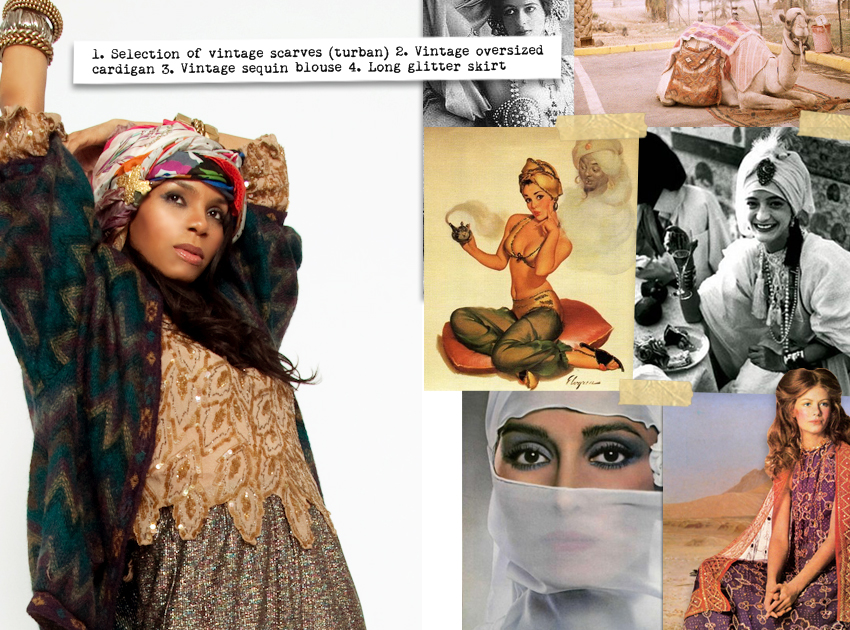 1. Selection of vintage scarves (turban) 2. Vintage oversized
cardigan 3. Vintage sequin blouse 4. Long glitter skirt